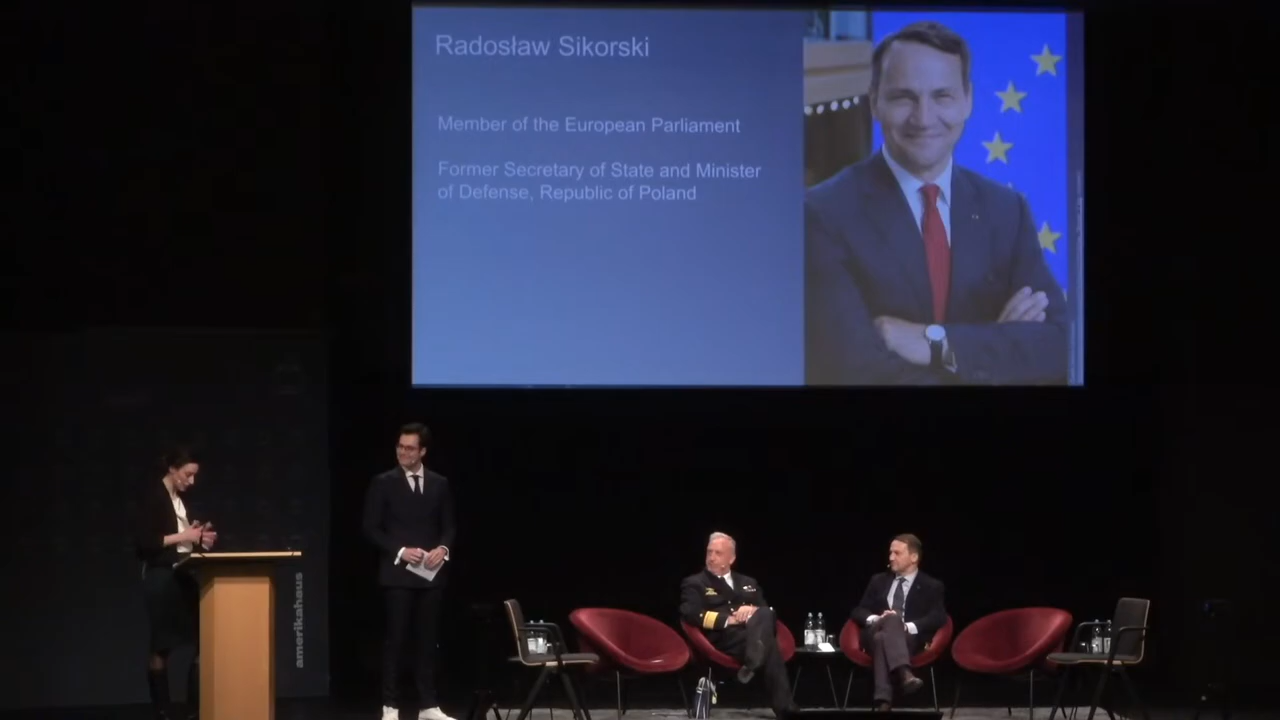 Radosław Sikorski
Member of the European Parliament
Former Secretary of State and Minister
of Defense, Republic of Poland
amerikahaus